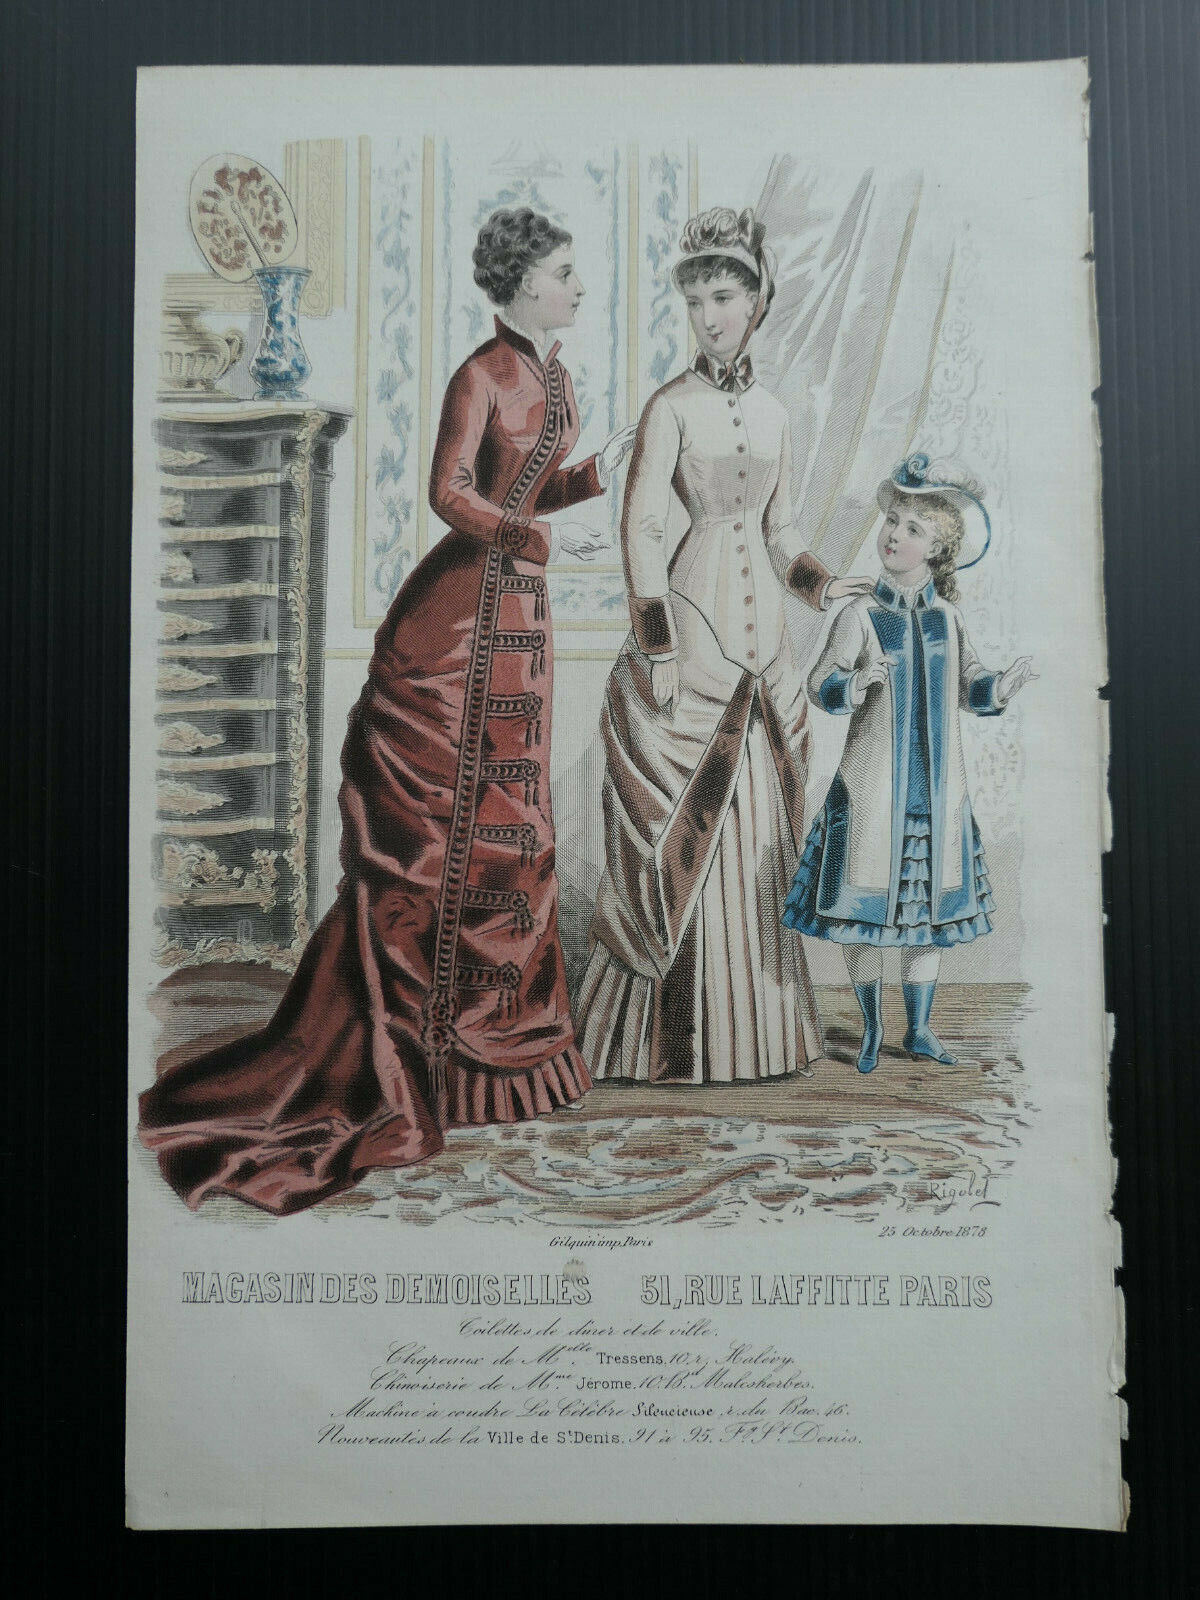 Rigolet
Gilquin imp, Paris
25 Octobre 1878
MAGASIN DES DEMOISELLES 51, RUE LAFFITTE PARIS
Toilettes de dîner et de ville.
Chapeaux de Melle Tressens, 10, r. Halévy.
Chinoiserie de Mme Jérome, 10. Bd Malesherbes.
Machine à coudre La Célèbre Silencieuse, r. du Bac, 46.
Nouveautés de la Ville de St Denis, 91 à 95, Fg St Denis.